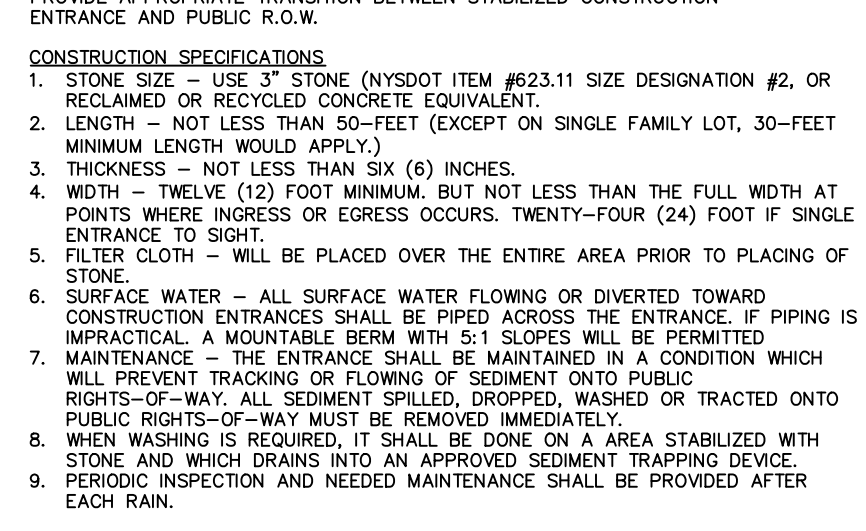 PROVIDE APPROPRIATE TRANSITION BETWEEN STABILIZED CONSTRUCTION
ENTRANCE AND PUBLIC R.O.W.
CONSTRUCTION SPECIFICATIONS
1. STONE SIZE – USE 3" STONE (NYSDOT ITEM #623.11 SIZE DESIGNATION #2, OR
RECLAIMED OR RECYCLED CONCRETE EQUIVALENT.
2. LENGTH – NOT LESS THAN 50–FEET (EXCEPT ON SINGLE FAMILY LOT, 30–FEET
MINIMUM LENGTH WOULD APPLY.)
3. THICKNESS – NOT LESS THAN SIX (6) INCHES.
4. WIDTH – TWELVE (12) FOOT MINIMUM. BUT NOT LESS THAN THE FULL WIDTH AT
POINTS WHERE INGRESS OR EGRESS OCCURS. TWENTY–FOUR (24) FOOT IF SINGLE
ENTRANCE TO SIGHT.
5. FILTER CLOTH – WILL BE PLACED OVER THE ENTIRE AREA PRIOR TO PLACING OF
STONE.
6. SURFACE WATER – ALL SURFACE WATER FLOWING OR DIVERTED TOWARD
CONSTRUCTION ENTRANCES SHALL BE PIPED ACROSS THE ENTRANCE. IF PIPING IS
IMPRACTICAL. A MOUNTABLE BERM WITH 5:1 SLOPES WILL BE PERMITTED
7. MAINTENANCE – THE ENTRANCE SHALL BE MAINTAINED IN A CONDITION WHICH
WILL PREVENT TRACKING OR FLOWING OF SEDIMENT ONTO PUBLIC
RIGHTS–OF–WAY. ALL SEDIMENT SPILLED, DROPPED, WASHED OR TRACTED ONTO
PUBLIC RIGHTS–OF–WAY MUST BE REMOVED IMMEDIATELY.
8. WHEN WASHING IS REQUIRED, IT SHALL BE DONE ON A AREA STABILIZED WITH
STONE AND WHICH DRAINS INTO AN APPROVED SEDIMENT TRAPPING DEVICE.
9. PERIODIC INSPECTION AND NEEDED MAINTENANCE SHALL BE PROVIDED AFTER
EACH RAIN.